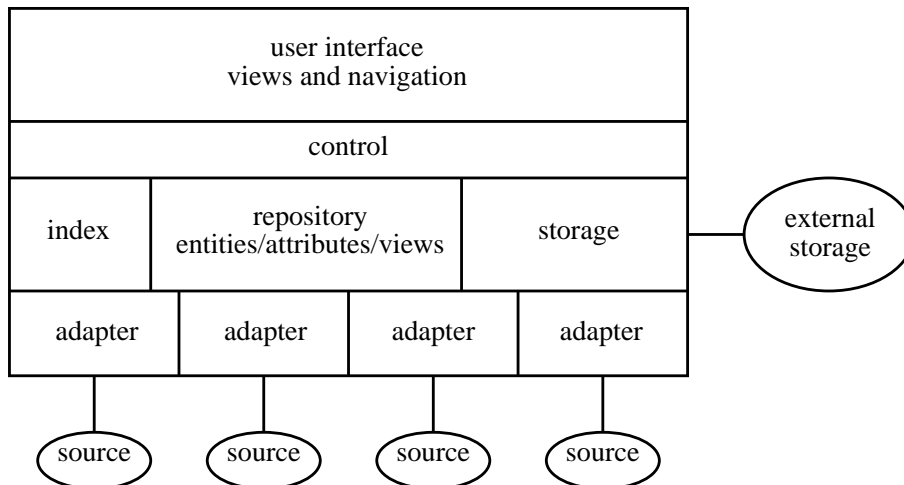 user interface
views and navigation
control
index
repository
entities/attributes/views
storage
external
storage
adapter
adapter
adapter
adapter
source
source
source
source